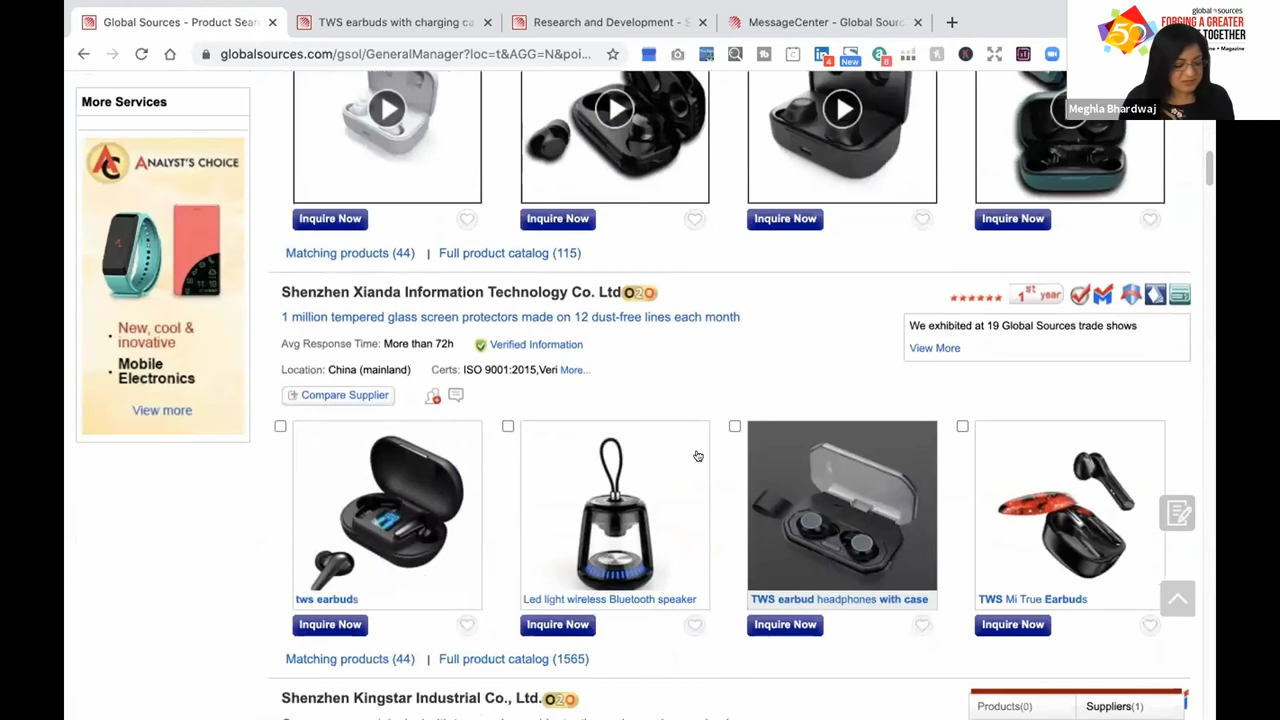 Global Sources - Product Sear
TWS earbuds with charging ca
Research and Development - S
MessageCenter - Global Sourc
globalsources.com/gsol/GeneralManager?loc=t&AGG=N&poi...
4
New
8
global sources
50
FORGING A GREATER
TOGETHER
Magazine
Meghla Bhardwaj
More Services
AC ANALYST'S CHOICE
New, cool &
inovative
Mobile
Electronics
View more
Inquire Now
Inquire Now
Inquire Now
Inquire Now
Matching products (44) | Full product catalog (115)
Shenzhen Xianda Information Technology Co. Ltd O2O
1st year
1 million tempered glass screen protectors made on 12 dust-free lines each month
We exhibited at 19 Global Sources trade shows
View More
Avg Response Time: More than 72h Verified Information
Location: China (mainland) Certs: ISO 9001:2015,Veri More...
Compare Supplier
tws earbuds
Led light wireless Bluetooth speaker
TWS earbud headphones with case
TWS Mi True Earbuds
Inquire Now
Inquire Now
Inquire Now
Inquire Now
Matching products (44) | Full product catalog (1565)
Shenzhen Kingstar Industrial Co., Ltd. O2O
Products(0) Suppliers(1)